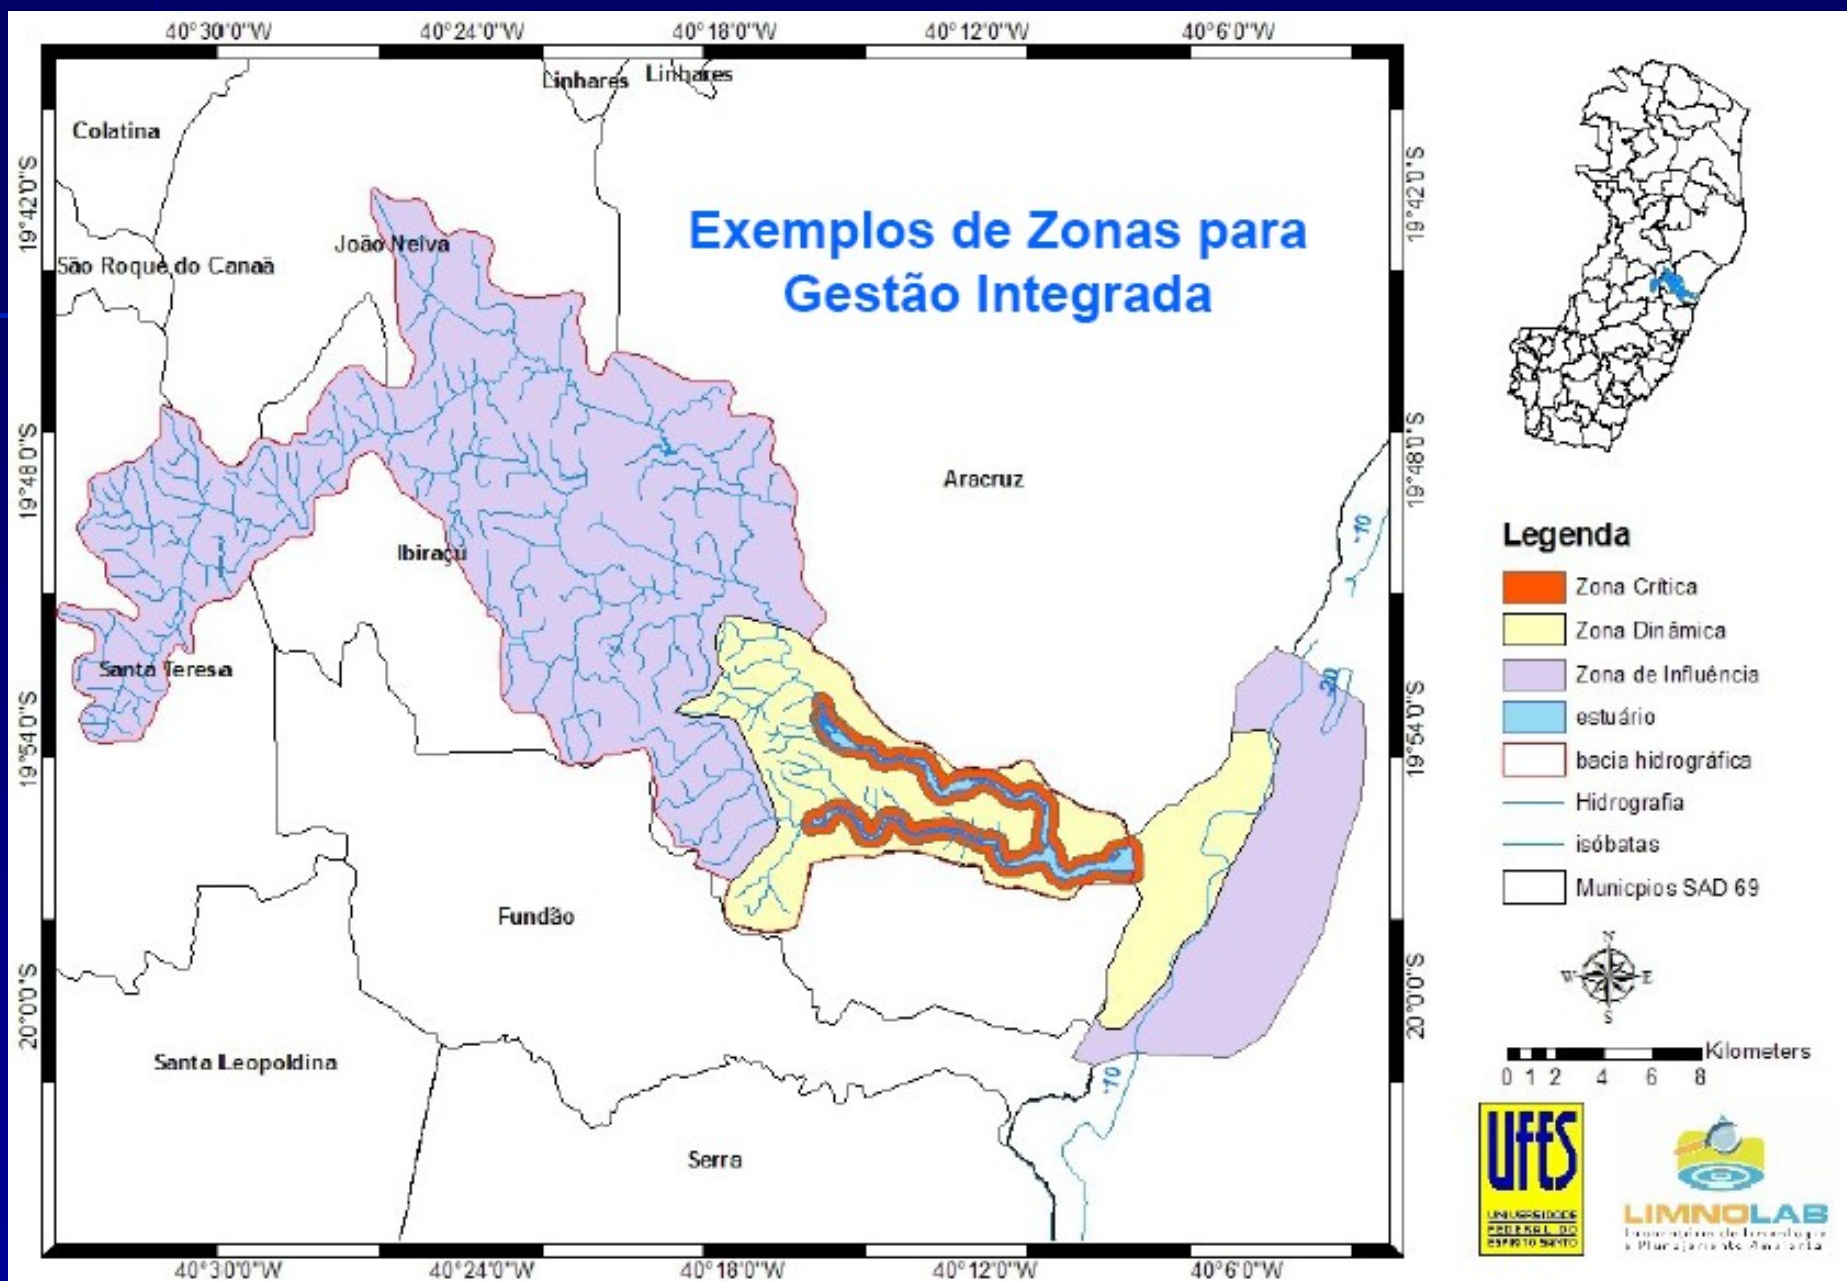 40°30'0"W 40°24'0"W 40°18'0"W 40°12'0"W 40°6'0"W
Linhares Linhares
Colatina
19°42'0"S 19°42'0"S
Exemplos de Zonas para
Gestão Integrada
João Neiva
São Roque do Canaã
19°48'0"S 19°48'0"S
Aracruz
-10
Ibiraçu
Santa Teresa
-20
19°54'0"S 19°54'0"S
Fundão
20°0'0"S 20°0'0"S
Santa Leopoldina
-10
Serra
40°30'0"W 40°24'0"W 40°18'0"W 40°12'0"W 40°6'0"W
Legenda
Zona Crítica
Zona Dinâmica
Zona de Influência
estuário
bacia hidrográfica
Hidrografia
isóbatas
Municpios SAD 69
N
W E
S
Kilometers
0 1 2 4 6 8
UFES
UNIVERSIDADE
FEDERAL DO
ESPIRITO SANTO
LIMNOLAB